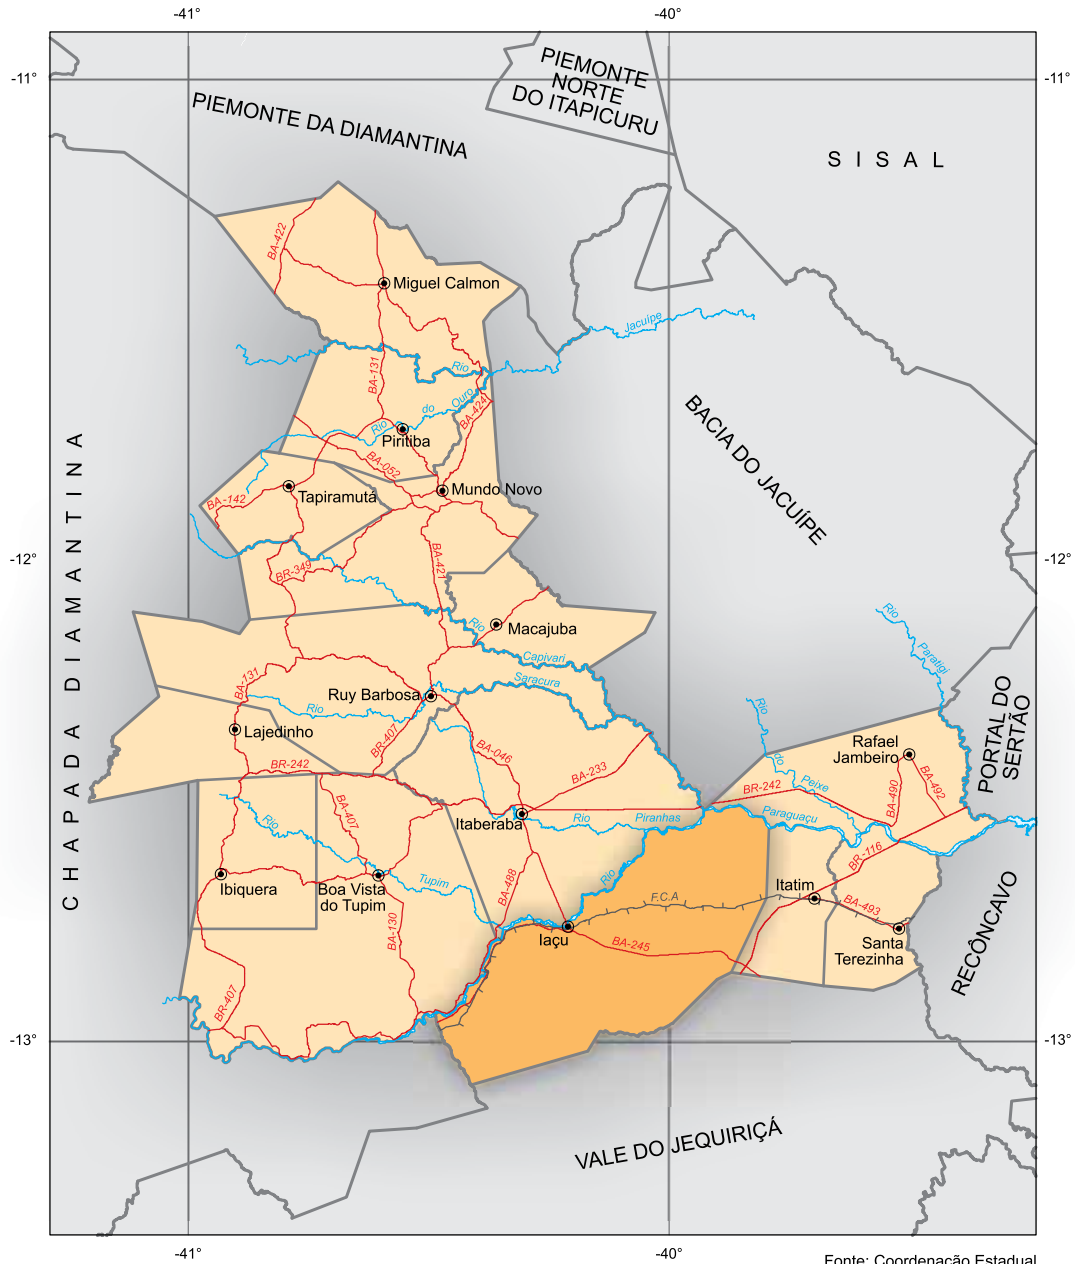 -41°
-40°
-11°
-11°
PIEMONTE
NORTE
DO ITAPICURU
PIEMONTE DA DIAMANTINA
SISAL
BA-422
Miguel Calmon
Jacuípe
Rio
BA-131
Rio
do
Ouro
BA-424
Piritiba
BA-052
BACIA DO JACUÍPE
CHAPADA DIAMANTINA
Tapiramutá
Mundo Novo
BA-142
-12°
-12°
BR-349
BA-421
Rio
Macajuba
Capivari
Saracura
Rio
Paratigi
BA-131
Ruy Barbosa
Rio
Lajedinho
BR-407
BA-046
BR-242
BA-233
Rio
do
Peixe
Rafael
Jambeiro
PORTAL DO
SERTÃO
BR-242
BA-490
BA-492
Paraguaçu
BA-407
Rio
Itaberaba
Rio
Piranhas
BR-116
Ibiquera
Boa Vista
do Tupim
Tupim
BA-488
Rio
F.C.A
Itatim
BA-493
BA-130
Iaçu
BA-245
Santa
Terezinha
RECÔNCAVO
BR-407
-13°
-13°
VALE DO JEQUIRIÇÁ
-41°
-40°
Fonte: Coordenação Estadual